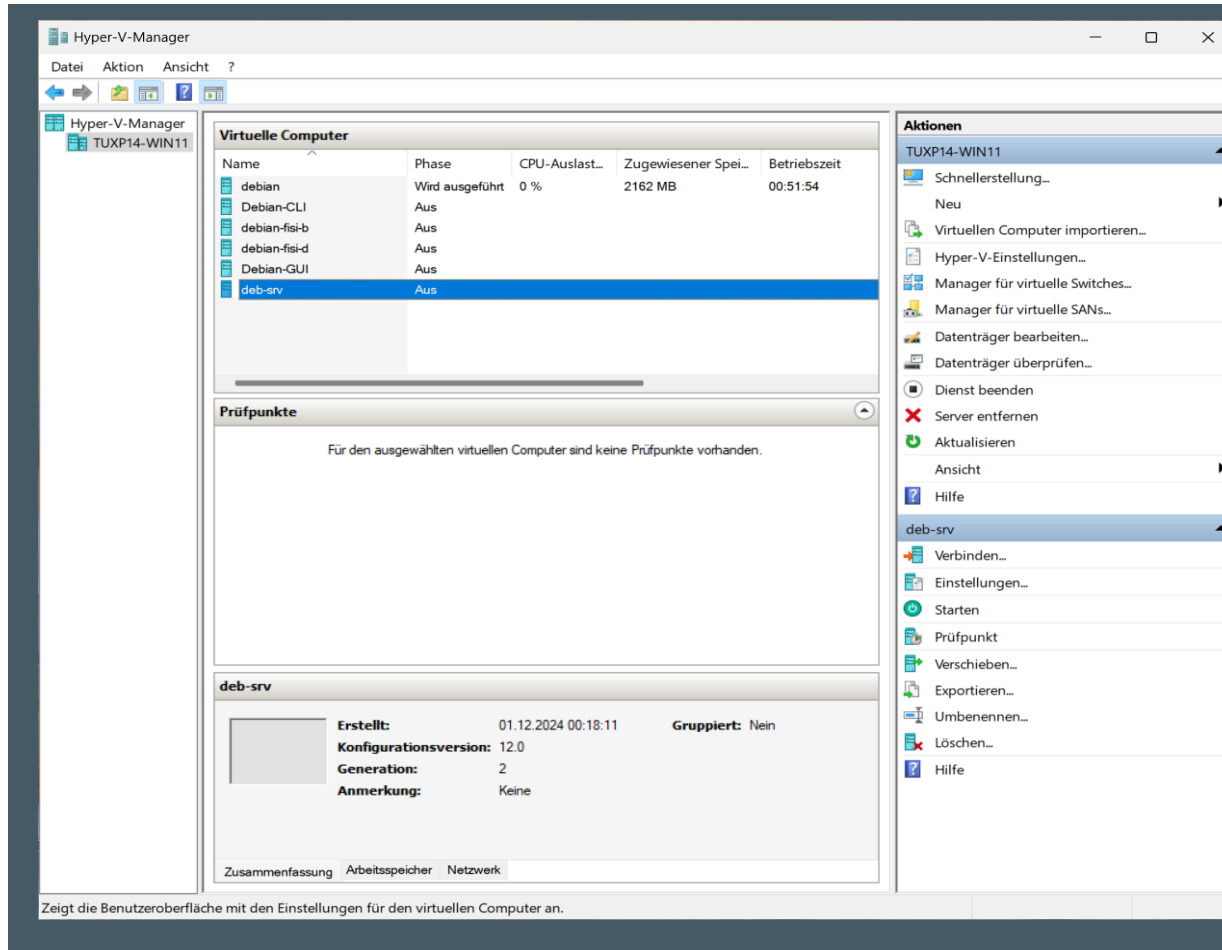 Hyper-V-Manager
Datei Aktion Ansicht ?
Hyper-V-Manager
TUXP14-WIN11
Virtuelle Computer
Name Phase CPU-Auslast... Zugewiesener Spei... Betriebszeit
debian Wird ausgeführt 0 % 2162 MB 00:51:54
Debian-CLI Aus
debian-fisi-b Aus
debian-fisi-d Aus
Debian-GUI Aus
deb-srv Aus
Prüfpunkte
Für den ausgewählten virtuellen Computer sind keine Prüfpunkte vorhanden.
deb-srv
Erstellt: 01.12.2024 00:18:11 Gruppiert: Nein
Konfigurationsversion: 12.0
Generation: 2
Anmerkung: Keine
Zusammenfassung Arbeitsspeicher Netzwerk
Aktionen
TUXP14-WIN11
Schnellerstellung...
Neu
Virtuellen Computer importieren...
Hyper-V-Einstellungen...
Manager für virtuelle Switches...
Manager für virtuelle SANs...
Datenträger bearbeiten...
Datenträger überprüfen...
Dienst beenden
Server entfernen
Aktualisieren
Ansicht
Hilfe
deb-srv
Verbinden...
Einstellungen...
Starten
Prüfpunkt
Verschieben...
Exportieren...
Umbenennen...
Löschen...
Hilfe
Zeigt die Benutzeroberfläche mit den Einstellungen für den virtuellen Computer an.